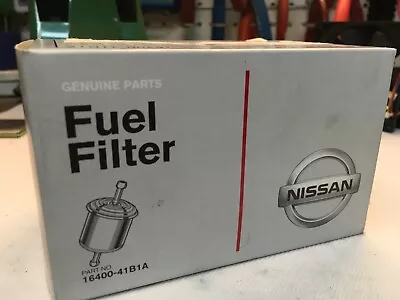 GENUINE PARTS
Fuel
Filter
PART NO.
16400-41B1A
NISSAN